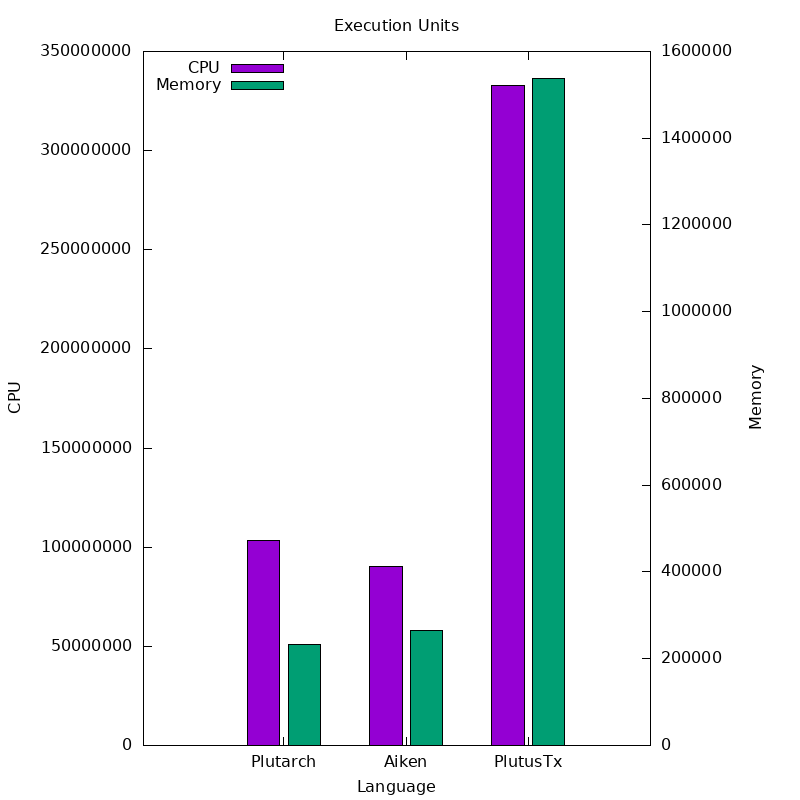 Execution Units
CPU
Memory
350000000
300000000
250000000
200000000
150000000
100000000
50000000
0
CPU
1600000
1400000
1200000
1000000
800000
600000
400000
200000
0
Memory
Plutarch
Aiken
PlutusTx
Language